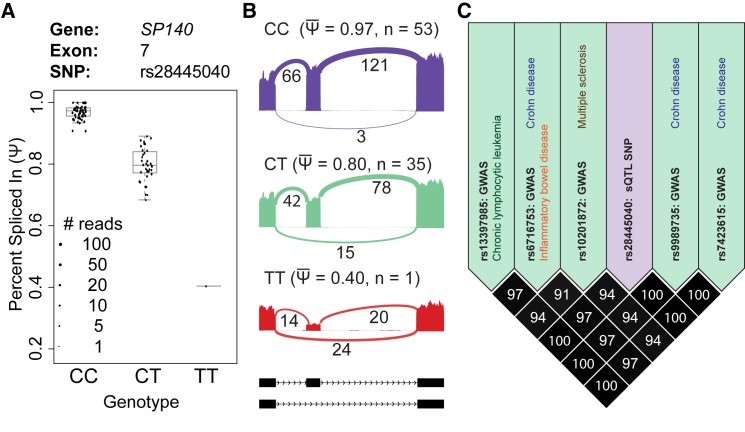 A
Gene: SP140
Exon: 7
SNP: rs28445040
Percent Spliced In (Ψ)
1.0
0.8
0.6
0.4
0.2
# reads
100
50
20
10
5
1
CC CT TT
Genotype
B
CC (Ψ̅ = 0.97, n = 53)
66
121
3
CT (Ψ̅ = 0.80, n = 35)
42
78
15
TT (Ψ̅ = 0.40, n = 1)
14
20
24
C
rs13397985: GWAS
Chronic lymphocytic leukemia
rs6716753: GWAS Crohn disease
Inflammatory bowel disease
rs10201872: GWAS Multiple sclerosis
rs28445040: sQTL SNP
rs9989735: GWAS Crohn disease
rs7423615: GWAS Crohn disease
97 91 94 100 100
94 97 94 100
100 97 94
100 97
100